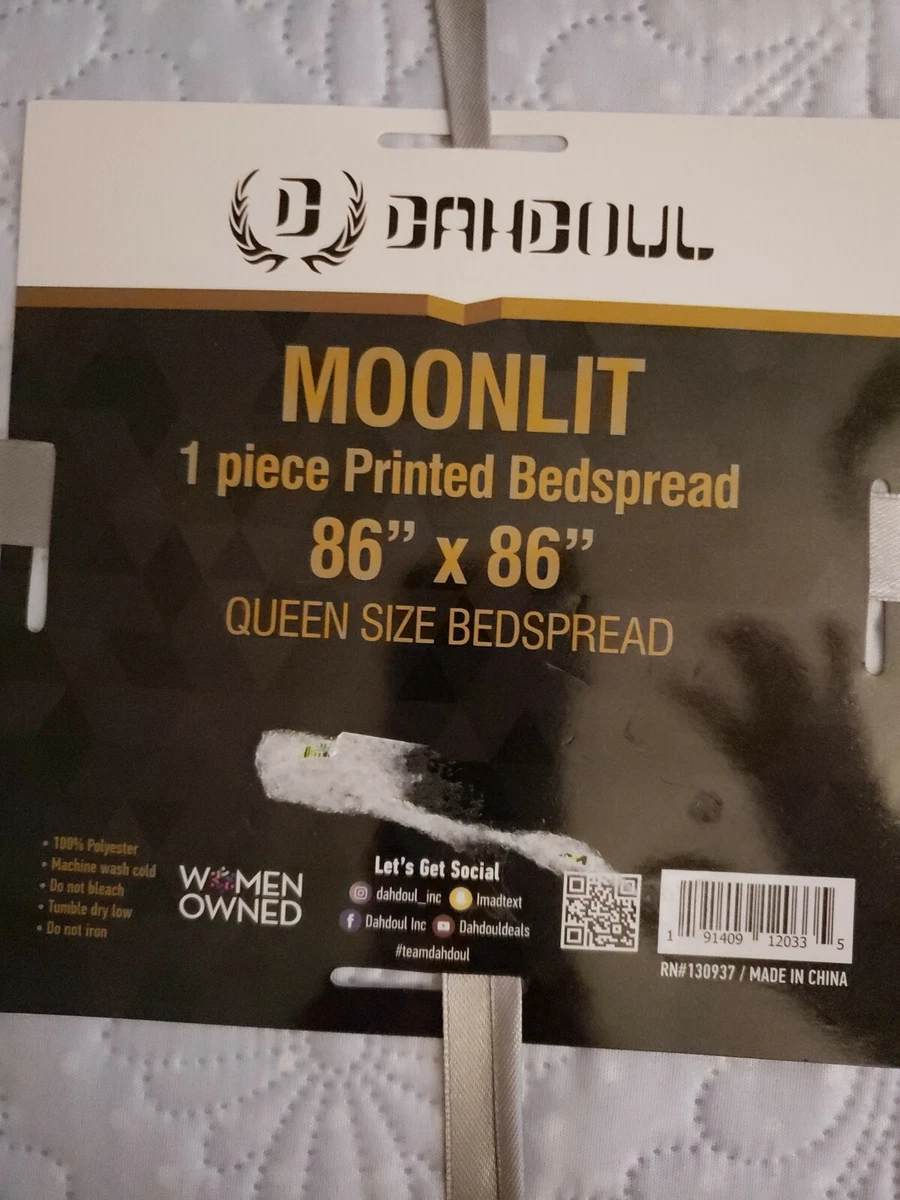 D DAHDOUL
MOONLIT
1 piece Printed Bedspread
86” x 86”
QUEEN SIZE BEDSPREAD
• 100% Polyester
• Machine wash cold
• Do not bleach
• Tumble dry low
• Do not iron
WOMEN
OWNED
Let's Get Social
dahdoul_inc Imadtext
Dahdoul Inc Dahdouldeals
#teamdahdoul
1 91409 12033 5
RN#130937 / MADE IN CHINA